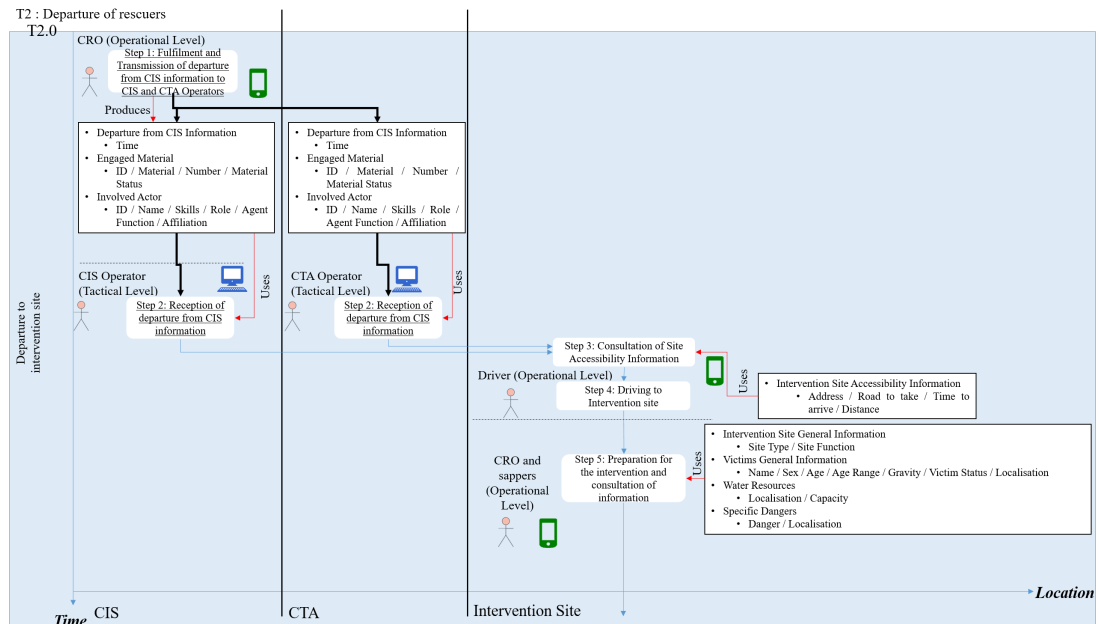 T2 : Departure of rescuers
T2.0
CRO (Operational Level)
Step 1: Fulfilment and
Transmission of departure
from CIS information to
CIS and CTA Operators
Produces
• Departure from CIS Information
• Time
• Engaged Material
• ID / Material / Number / Material
Status
• Involved Actor
• ID / Name / Skills / Role / Agent
Function / Affiliation
• Departure from CIS Information
• Time
• Engaged Material
• ID / Material / Number /
Material Status
• Involved Actor
• ID / Name / Skills / Role /
Agent Function / Affiliation
CIS Operator
(Tactical Level)
Uses
Step 2: Reception of
departure from CIS
information
CTA Operator
(Tactical Level)
Uses
Step 2: Reception of
departure from CIS
information
Departure to
intervention site
Step 3: Consultation of Site
Accessibility Information
Driver (Operational Level)
Step 4: Driving to
Intervention site
Uses
• Intervention Site Accessibility Information
• Address / Road to take / Time to
arrive / Distance
CRO and
sappers
(Operational
Level)
Step 5: Preparation for
the intervention and
consultation of
information
Uses
• Intervention Site General Information
• Site Type / Site Function
• Victims General Information
• Name / Sex / Age / Age Range / Gravity / Victim Status / Localisation
• Water Resources
• Localisation / Capacity
• Specific Dangers
• Danger / Localisation
Location
Time
CIS
CTA
Intervention Site